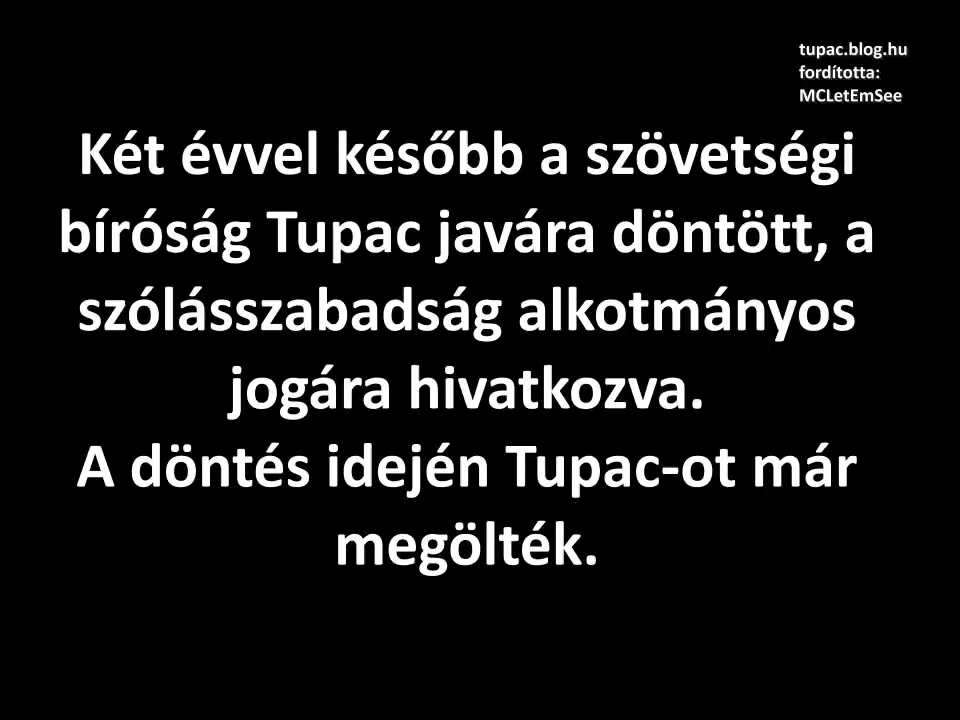 tupac.blog.hu
fordította:
MCLetEmSee
Két évvel később a szövetségi
bíróság Tupac javára döntött, a
szólásszabadság alkotmányos
jogára hivatkozva.
A döntés idején Tupac-ot már
megölték.